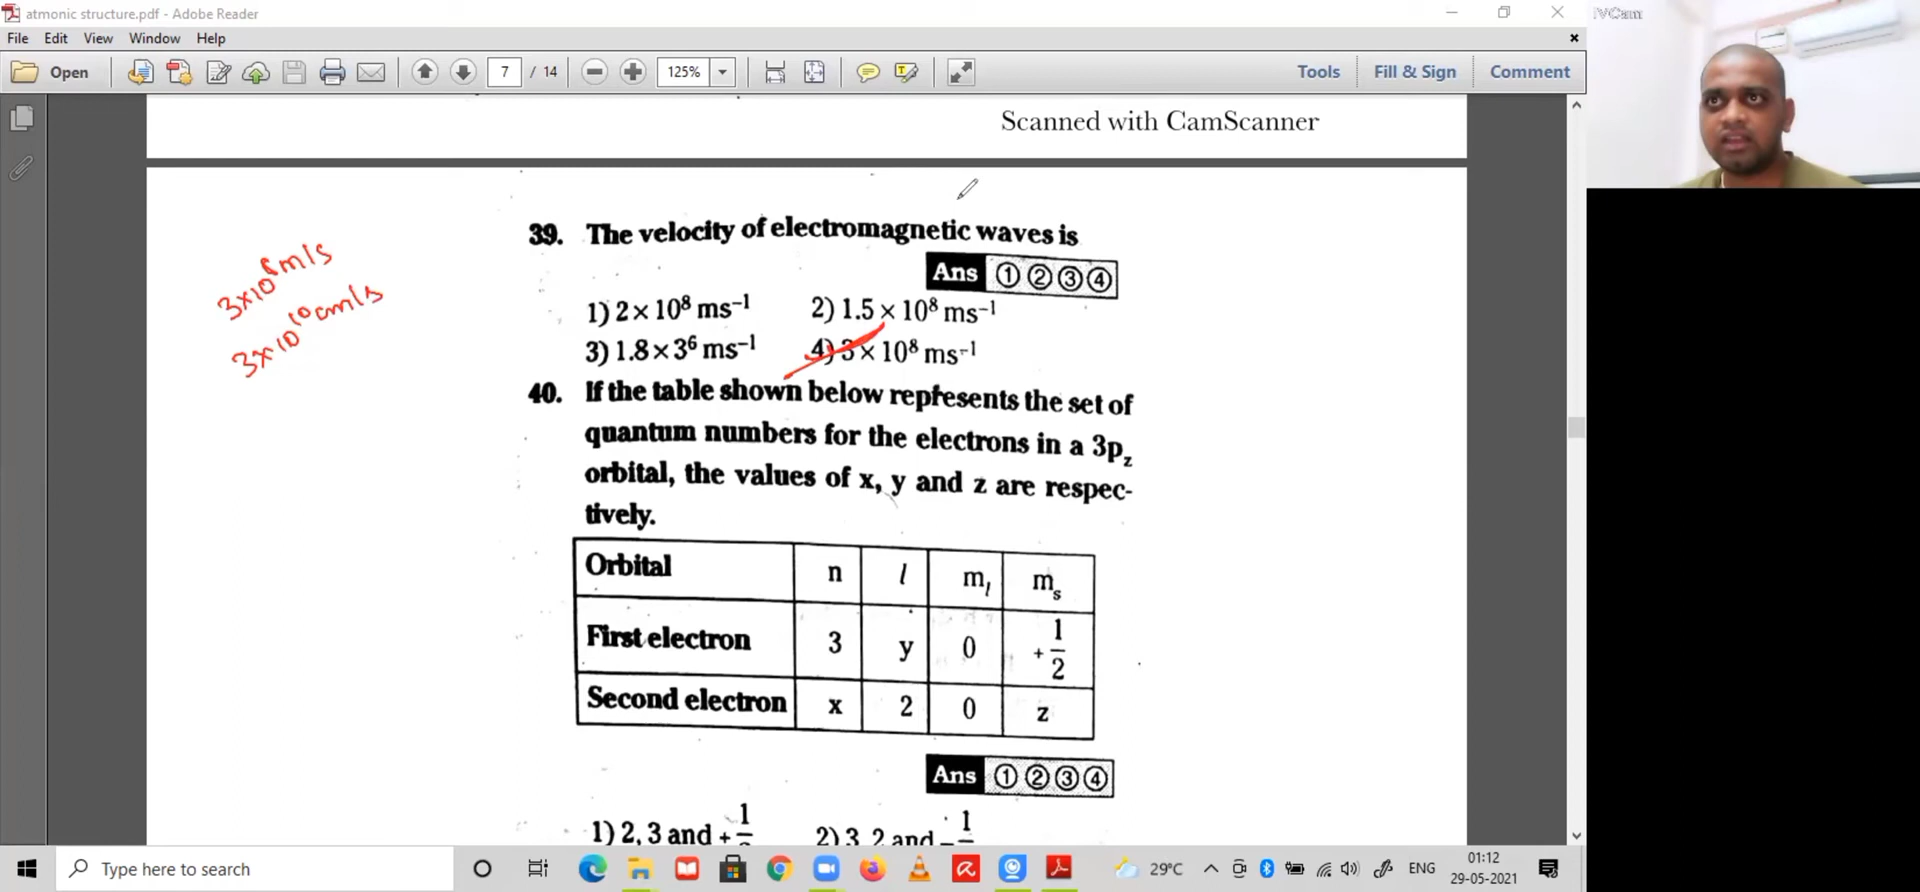 atmonic structure.pdf - Adobe Reader
File Edit View Window Help
Open 7 / 14 125% Tools Fill & Sign Comment
IVCam
Scanned with CamScanner
39. The velocity of electromagnetic waves is
Ans ① ② ③ ④
1) 2 × 10⁸ ms⁻¹ 2) 1.5 × 10⁸ ms⁻¹
3) 1.8 × 3⁶ ms⁻¹ 4) 3 × 10⁸ ms⁻¹
3×10⁸m/s
3×10¹⁰cm/s
40. If the table shown below represents the set of
quantum numbers for the electrons in a 3p_z
orbital, the values of x, y and z are respec-
tively.
Orbital n l m_l m_s
First electron 3 y 0 +1/2
Second electron x 2 0 z
Ans ① ② ③ ④
1) 2, 3 and + 1 2) 3, 2 and - 1
Type here to search 29°C ENG 01:12
29-05-2021